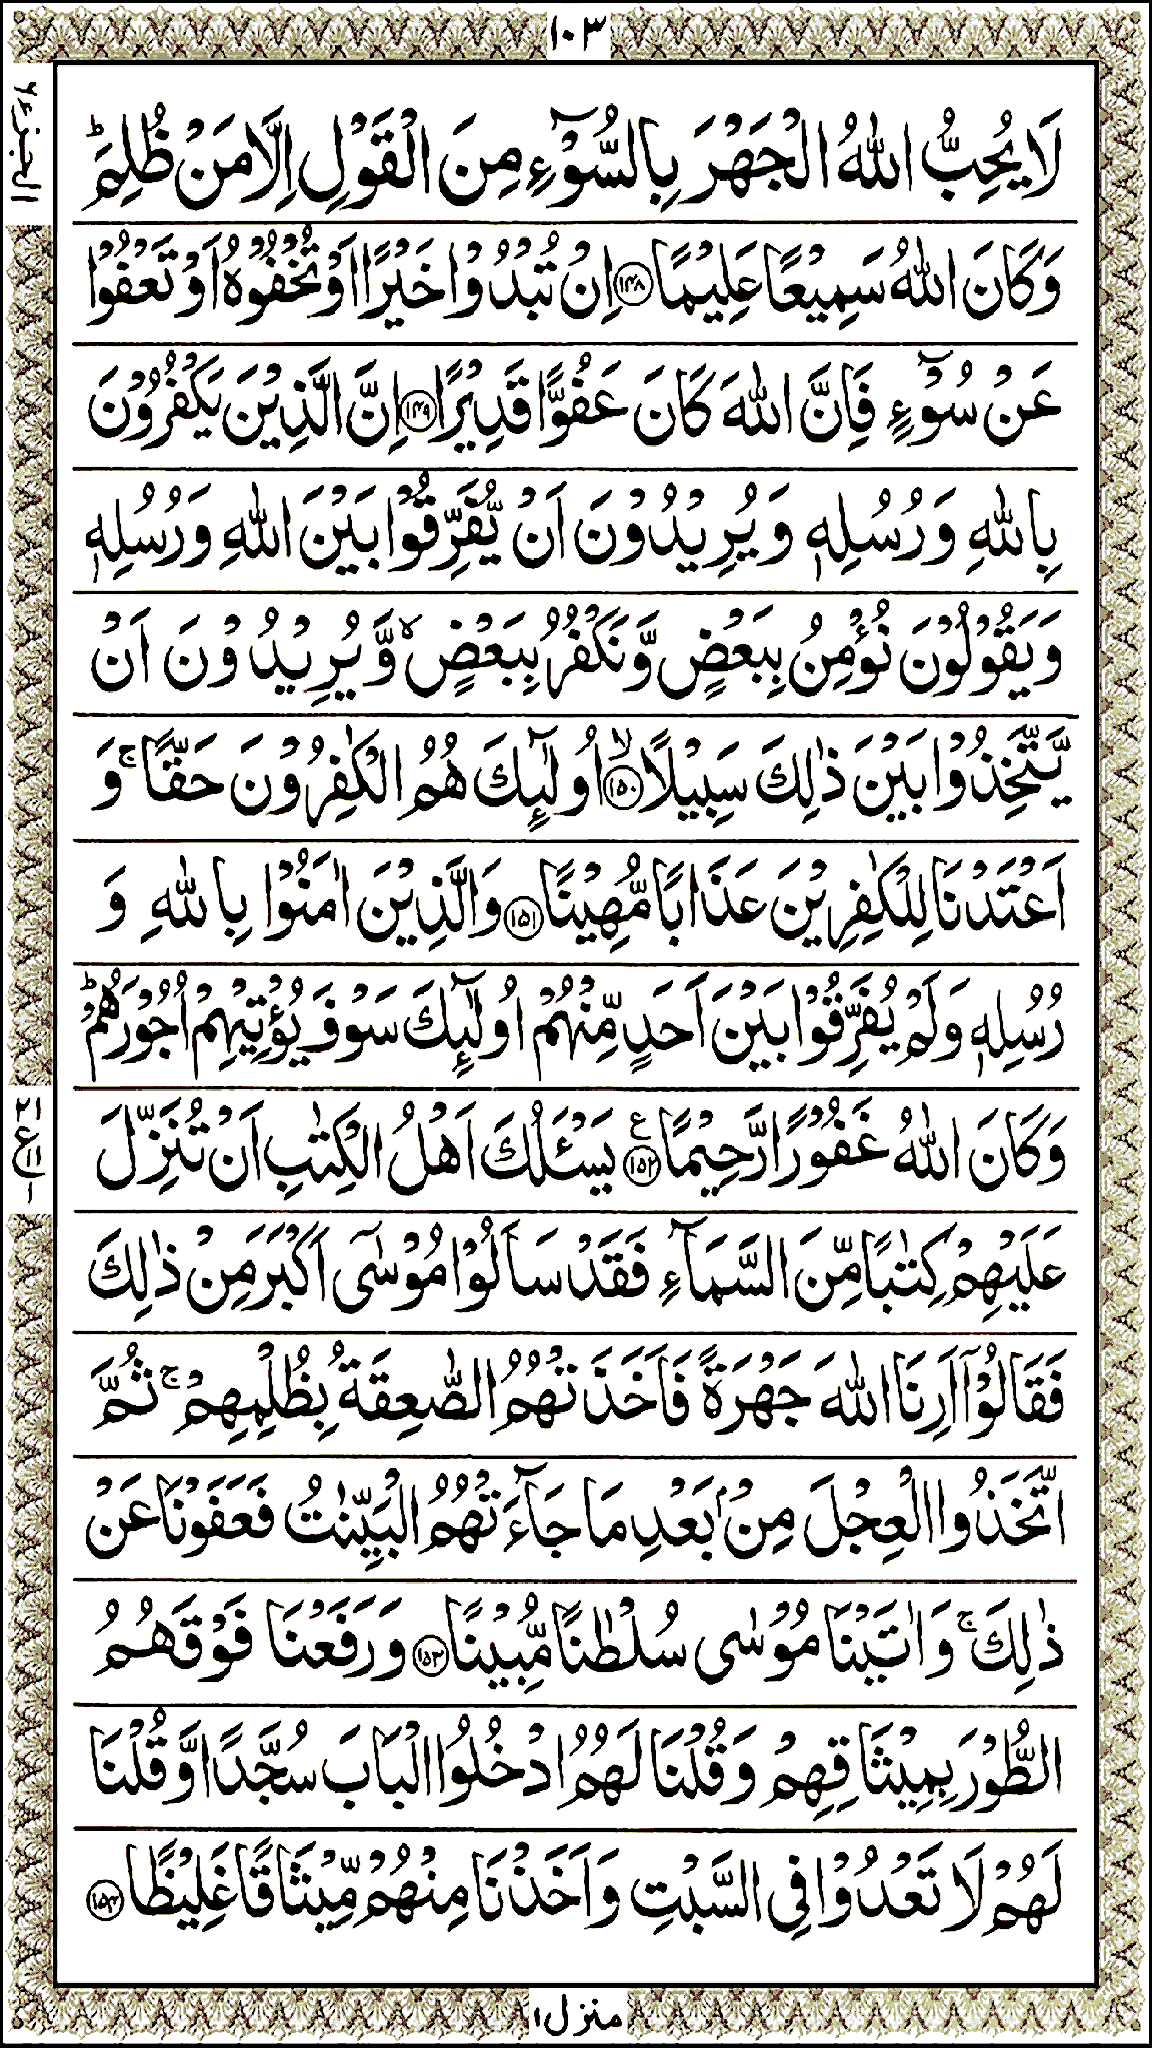 ١٠٣
الجزء ٦
لَا يُحِبُّ اللّٰهُ الْجَهْرَ بِالسُّوْٓءِ مِنَ الْقَوْلِ اِلَّا مَنْ ظُلِمَ ؕ
وَكَانَ اللّٰهُ سَمِيْعًا عَلِيْمًا ﴿۱۴۸﴾ اِنْ تُبْدُوْا خَيْرًا اَوْ تُخْفُوْهُ اَوْ تَعْفُوْا
عَنْ سُوْٓءٍ فَاِنَّ اللّٰهَ كَانَ عَفُوًّا قَدِيْرًا ﴿۱۴۹﴾ اِنَّ الَّذِيْنَ يَكْفُرُوْنَ
بِاللّٰهِ وَرُسُلِهٖ وَيُرِيْدُوْنَ اَنْ يُّفَرِّقُوْا بَيْنَ اللّٰهِ وَرُسُلِهٖ
وَيَقُوْلُوْنَ نُؤْمِنُ بِبَعْضٍ وَّنَكْفُرُ بِبَعْضٍ ۙ وَّيُرِيْدُوْنَ اَنْ
يَّتَّخِذُوْا بَيْنَ ذٰلِكَ سَبِيْلًا ۙ﴿۱۵۰﴾ اُولٰٓئِكَ هُمُ الْكٰفِرُوْنَ حَقًّا ۚ وَ
اَعْتَدْنَا لِلْكٰفِرِيْنَ عَذَابًا مُّهِيْنًا ﴿۱۵۱﴾ وَالَّذِيْنَ اٰمَنُوْا بِاللّٰهِ وَ
رُسُلِهٖ وَلَمْ يُفَرِّقُوْا بَيْنَ اَحَدٍ مِّنْهُمْ اُولٰٓئِكَ سَوْفَ يُؤْتِيْهِمْ اُجُوْرَهُمْ ؕ
وَكَانَ اللّٰهُ غَفُوْرًا رَّحِيْمًا ﴿۱۵۲﴾ ع يَسْـَٔلُكَ اَهْلُ الْكِتٰبِ اَنْ تُنَزِّلَ
٢١ ع ١
عَلَيْهِمْ كِتٰبًا مِّنَ السَّمَآءِ فَقَدْ سَاَلُوْا مُوْسٰٓى اَكْبَرَ مِنْ ذٰلِكَ
فَقَالُوْٓا اَرِنَا اللّٰهَ جَهْرَةً فَاَخَذَتْهُمُ الصّٰعِقَةُ بِظُلْمِهِمْ ۚ ثُمَّ
اتَّخَذُوا الْعِجْلَ مِنْۢ بَعْدِ مَا جَآءَتْهُمُ الْبَيِّنٰتُ فَعَفَوْنَا عَنْ
ذٰلِكَ ۚ وَاٰتَيْنَا مُوْسٰى سُلْطٰنًا مُّبِيْنًا ﴿۱۵۳﴾ وَرَفَعْنَا فَوْقَهُمُ
الطُّوْرَ بِمِيْثَاقِهِمْ وَقُلْنَا لَهُمُ ادْخُلُوا الْبَابَ سُجَّدًا وَّقُلْنَا
لَهُمْ لَا تَعْدُوْا فِى السَّبْتِ وَاَخَذْنَا مِنْهُمْ مِّيْثَاقًا غَلِيْظًا ﴿۱۵۴﴾
منزل ١